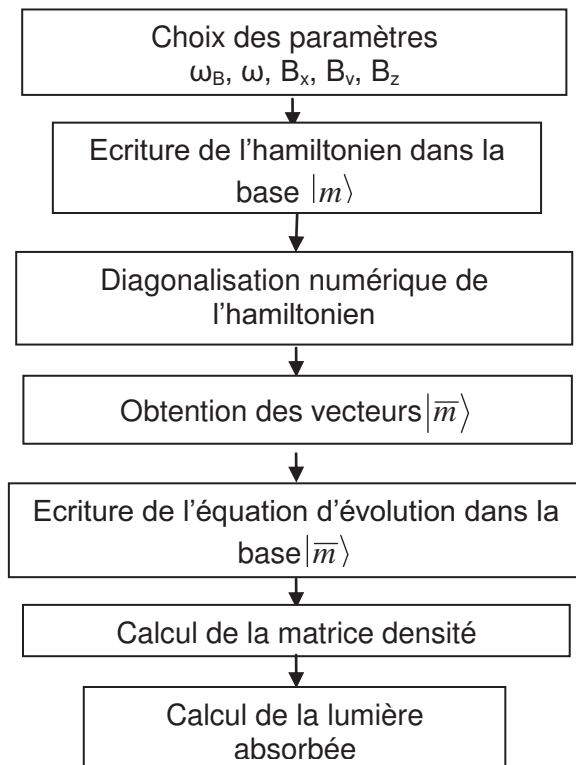 Choix des paramètres
ω_B, ω, B_x, B_v, B_z
Ecriture de l'hamiltonien dans la
base |m⟩
Diagonalisation numérique de
l'hamiltonien
Obtention des vecteurs |m̅⟩
Ecriture de l'équation d'évolution dans la
base |m̅⟩
Calcul de la matrice densité
Calcul de la lumière
absorbée